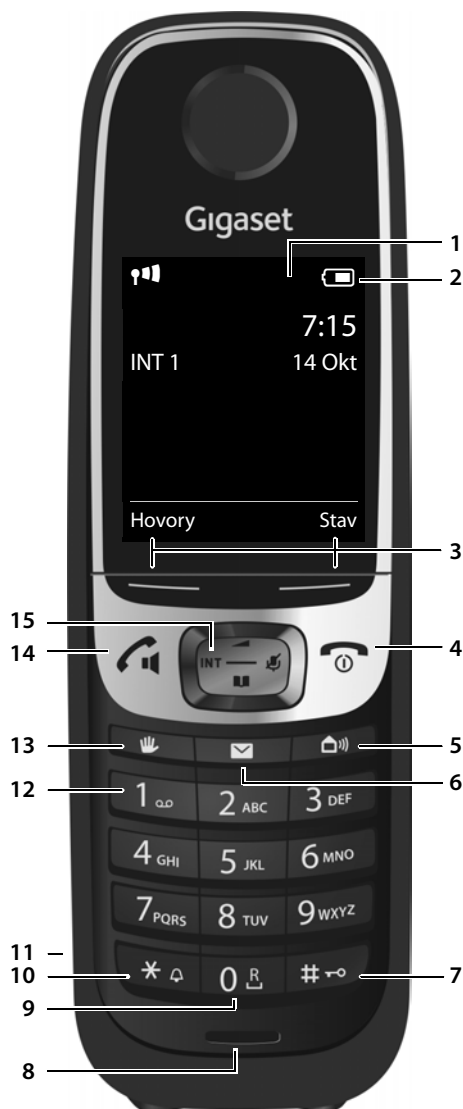 Gigaset
1
2
7:15
INT 1 14 Okt
Hovory Stav
3
15
14
INT
4
13
5
6
12
1 2 ABC 3 DEF
4 GHI 5 JKL 6 MNO
7 PQRS 8 TUV 9 WXYZ
11
10
* 0 R #
7
9
8